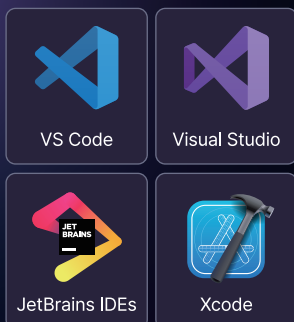 VS Code
Visual Studio
JET
BRAINS
JetBrains IDEs
Xcode